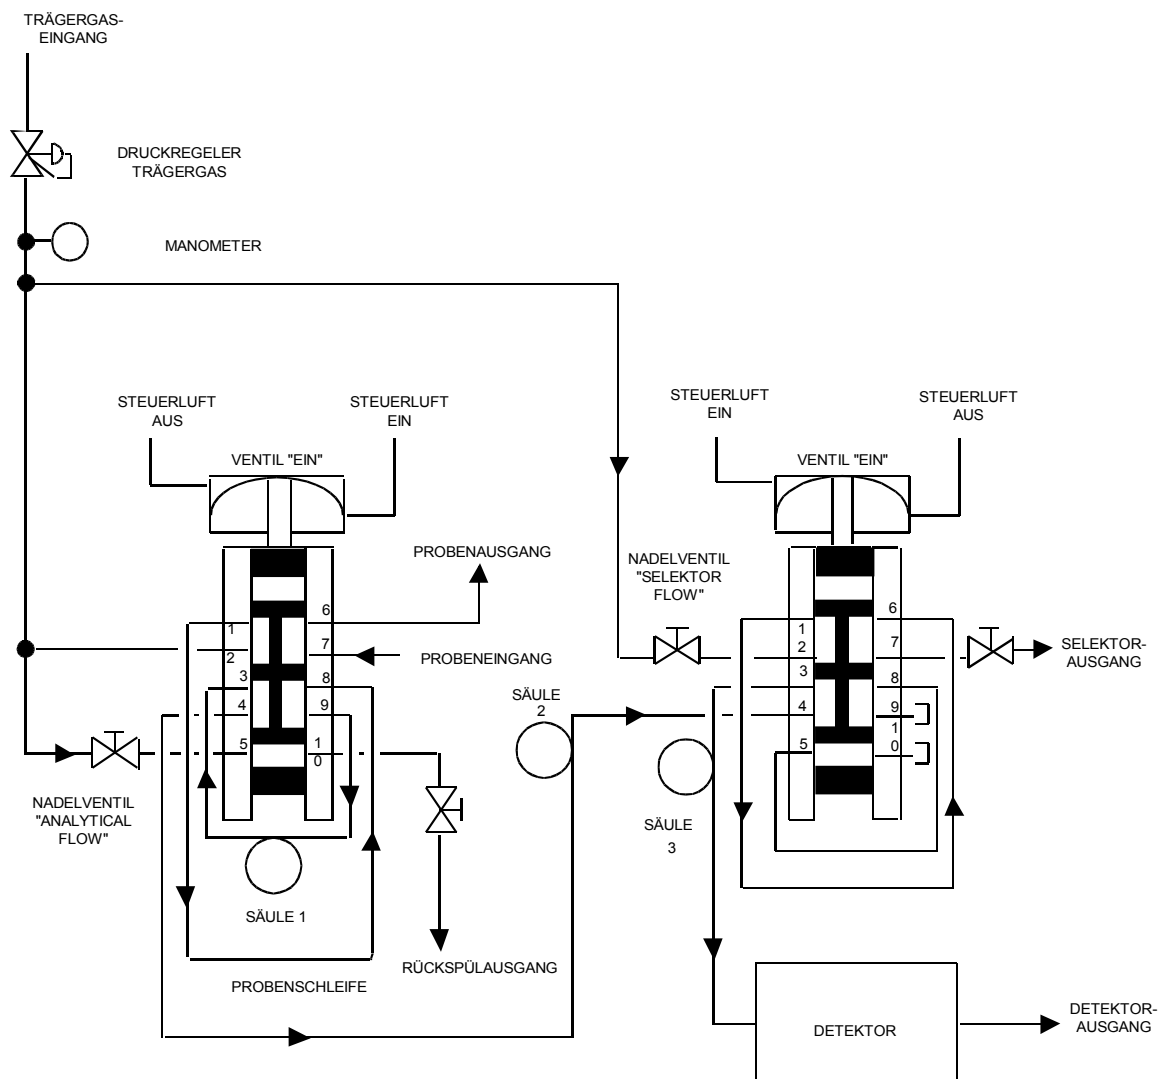 TRÄGERGAS-
EINGANG
DRUCKREGELER
TRÄGERGAS
MANOMETER
STEUERLUFT
AUS
STEUERLUFT
EIN
VENTIL "EIN"
STEUERLUFT
EIN
STEUERLUFT
AUS
VENTIL "EIN"
PROBENAUSGANG
PROBENEINGANG
NADELVENTIL
"SELEKTOR
FLOW"
SELEKTOR-
AUSGANG
1
2
3
4
5
6
7
8
9
1
0
1
2
3
4
5
6
7
8
9
1
0
SÄULE
2
SÄULE
3
NADELVENTIL
"ANALYTICAL
FLOW"
SÄULE 1
PROBENSCHLEIFE
RÜCKSPÜLAUSGANG
DETEKTOR
DETEKTOR-
AUSGANG